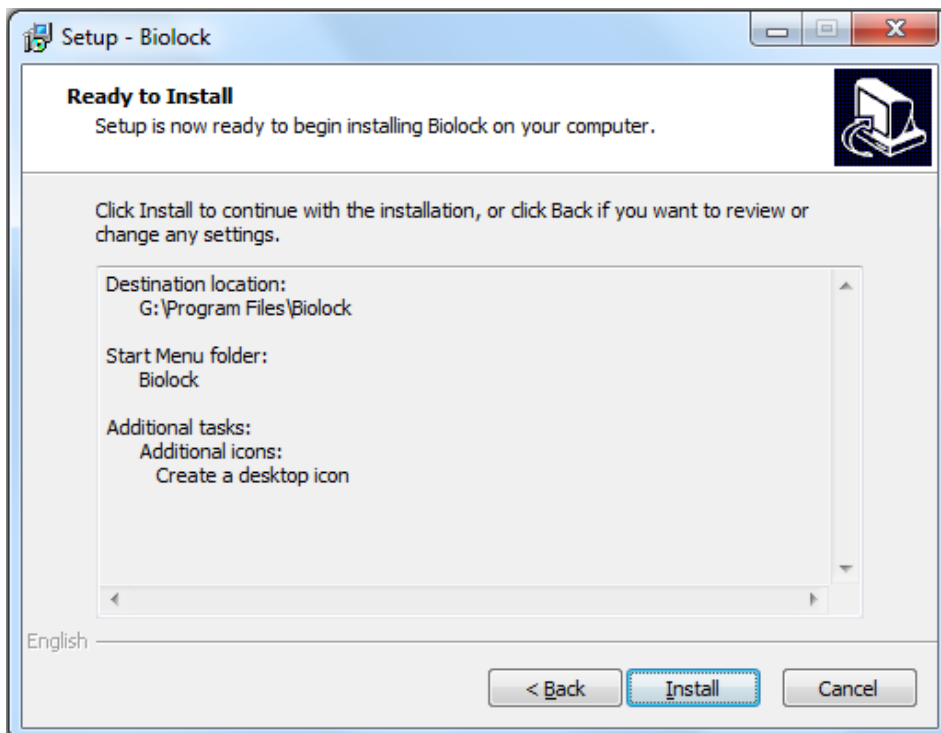 Setup - Biolock
Ready to Install
Setup is now ready to begin installing Biolock on your computer.
Click Install to continue with the installation, or click Back if you want to review or
change any settings.
Destination location:
G:\Program Files\Biolock
Start Menu folder:
Biolock
Additional tasks:
Additional icons:
Create a desktop icon
English
< Back
Install
Cancel